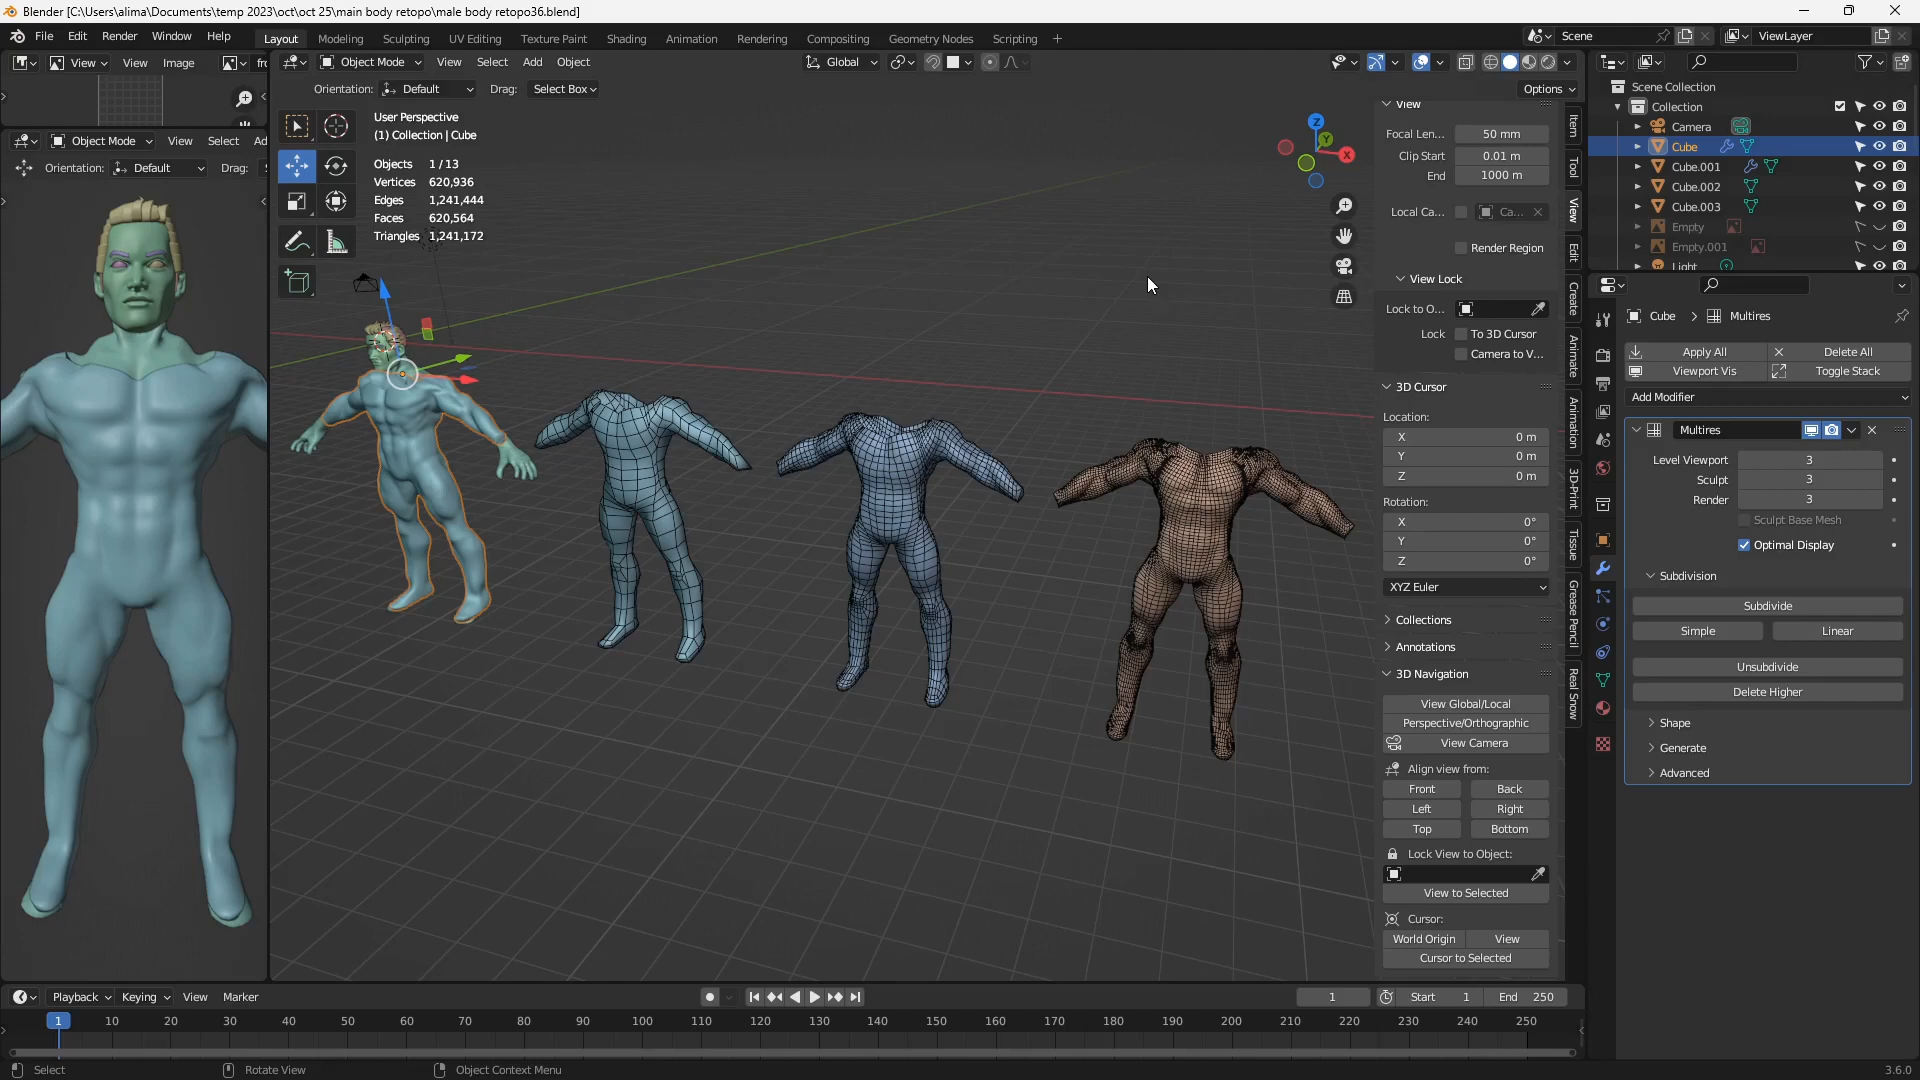 Blender [C:\Users\alima\Documents\temp 2023\oct\oct 25\main body retopo\male body retopo36.blend]
File Edit Render Window Help
Layout Modeling Sculpting UV Editing Texture Paint Shading Animation Rendering Compositing Geometry Nodes Scripting +
Scene
ViewLayer
View View Image
Object Mode View Select Add Object
Global
Orientation: Default Drag: Select Box
Options
Object Mode View Select
Orientation: Default Drag:
User Perspective
(1) Collection | Cube
Objects 1/13
Vertices 620,936
Edges 1,241,444
Faces 620,564
Triangles 1,241,172
Z
Y
X
View
Focal Len... 50 mm
Clip Start 0.01 m
End 1000 m
Local Ca... Ca...
Render Region
View Lock
Lock to O...
Lock To 3D Cursor
Camera to V...
3D Cursor
Location:
X 0 m
Y 0 m
Z 0 m
Rotation:
X 0°
Y 0°
Z 0°
XYZ Euler
Collections
Annotations
3D Navigation
View Global/Local
Perspective/Orthographic
View Camera
Align view from:
Front Back
Left Right
Top Bottom
Lock View to Object:
View to Selected
Cursor:
World Origin View
Cursor to Selected
Item
Tool
View
Edit
Create
Animate
Animation
3D-Print
Tissue
Grease Pencil
Real Snow
Scene Collection
Collection
Camera
Cube
Cube.001
Cube.002
Cube.003
Empty
Empty.001
Light
Cube > Multires
Apply All Delete All
Viewport Vis Toggle Stack
Add Modifier
Multires
Level Viewport 3
Sculpt 3
Render 3
Sculpt Base Mesh
Optimal Display
Subdivision
Subdivide
Simple Linear
Unsubdivide
Delete Higher
Shape
Generate
Advanced
Playback Keying View Marker
1
Start 1 End 250
1 10 20 30 40 50 60 70 80 90 100 110 120 130 140 150 160 170 180 190 200 210 220 230 240 250
Select Rotate View Object Context Menu
3.6.0